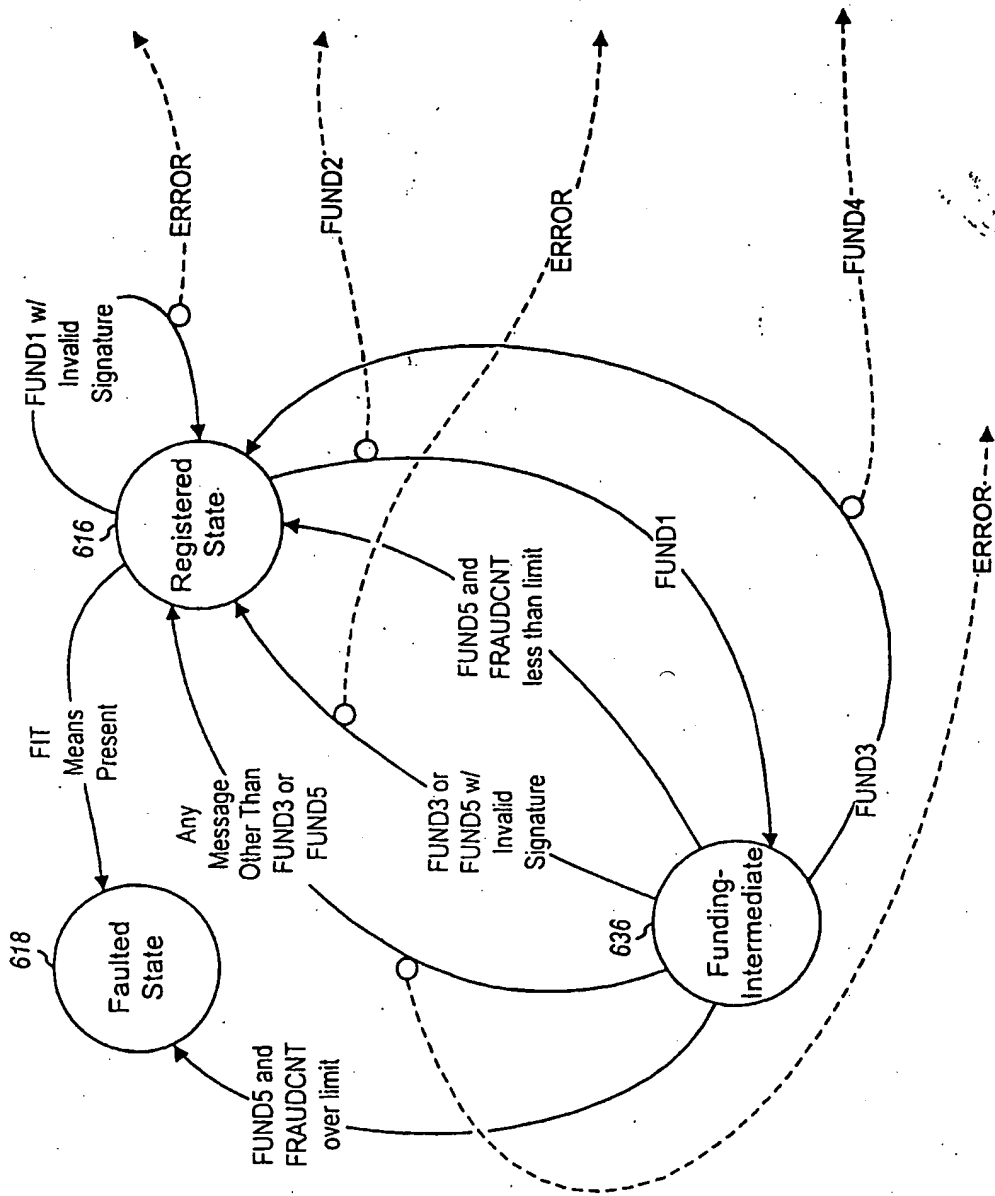 618
Faulted
State
FIT
Means
Present
616
Registered
State
FUND1 w/
Invalid
Signature
ERROR
FUND2
ERROR
FUND5 and
FRAUDCNT
over limit
Any
Message
Other Than
FUND3 or
FUND5
FUND3 or
FUND5 w/
Invalid
Signature
FUND5 and
FRAUDCNT
less than limit
FUND1
FUND4
636
Funding-
Intermediate
FUND3
ERROR